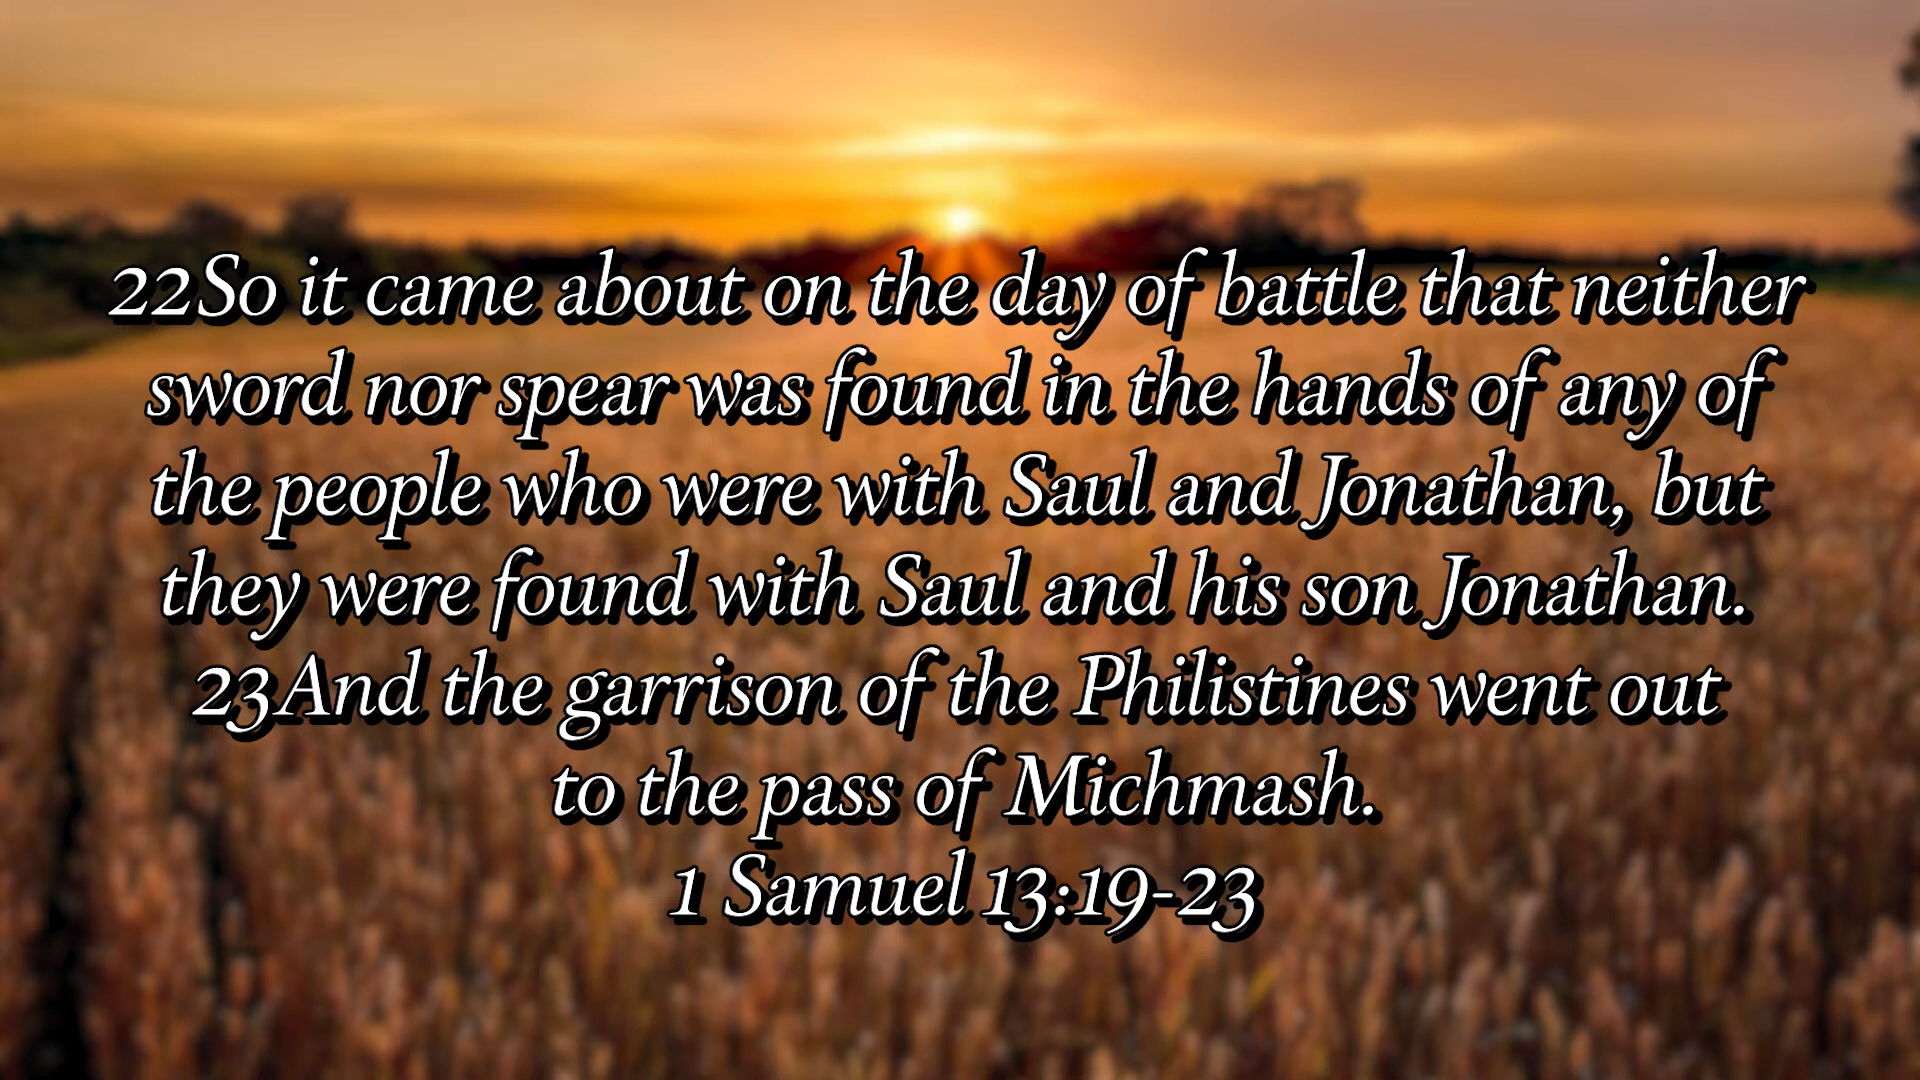 22So it came about on the day of battle that neither
sword nor spear was found in the hands of any of
the people who were with Saul and Jonathan, but
they were found with Saul and his son Jonathan.
23And the garrison of the Philistines went out
to the pass of Michmash.
1 Samuel 13:19-23